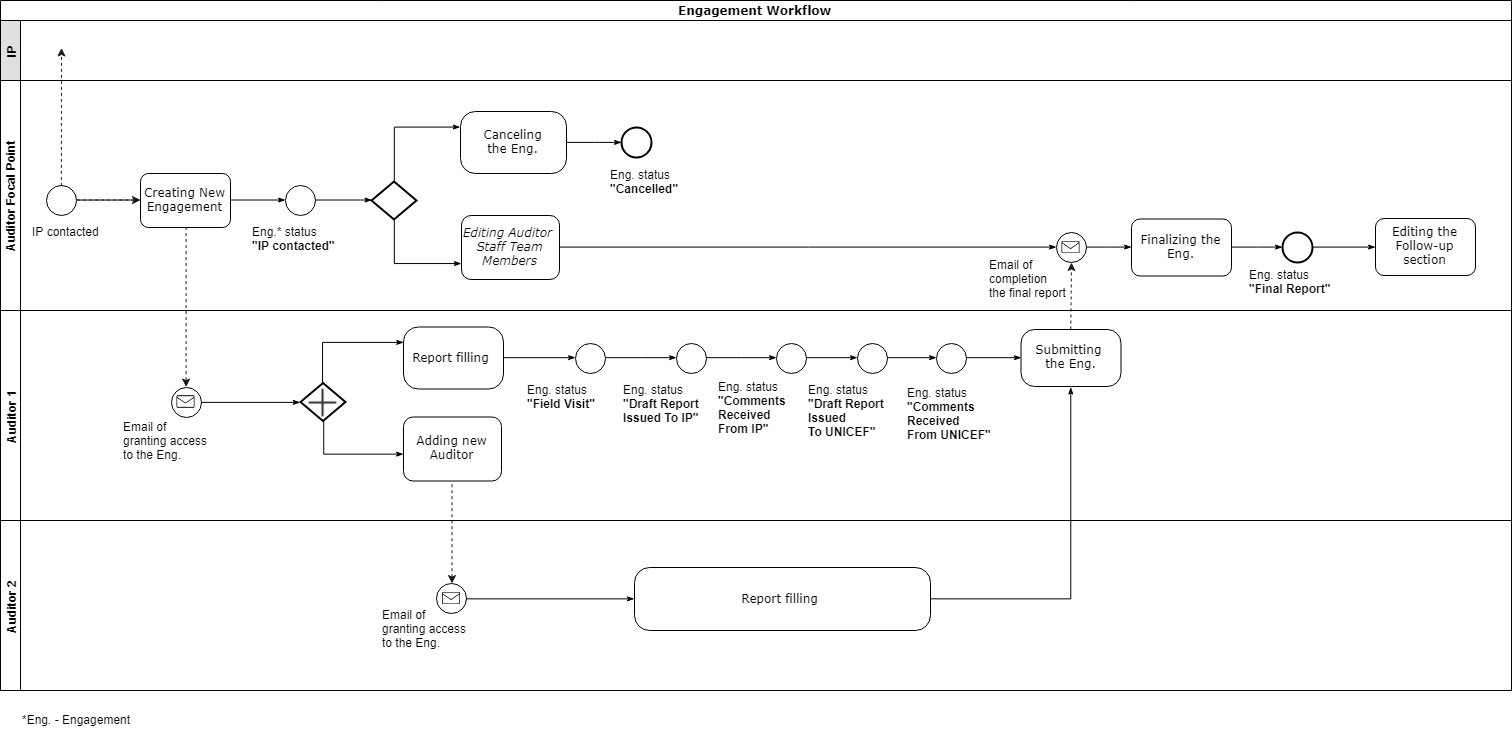 Engagement Workflow
IP
Auditor Focal Point
IP contacted
Creating New
Engagement
Eng.* status
"IP contacted"
Canceling
the Eng.
Eng. status
"Cancelled"
Editing Auditor
Staff Team
Members
Email of
completion
the final report
Finalizing the
Eng.
Eng. status
"Final Report"
Editing the
Follow-up
section
Auditor 1
Email of
granting access
to the Eng.
Report filling
Adding new
Auditor
Eng. status
"Field Visit"
Eng. status
"Draft Report
Issued To IP"
Eng. status
"Comments
Received
From IP"
Eng. status
"Draft Report
Issued
To UNICEF"
Eng. status
"Comments
Received
From UNICEF"
Submitting
the Eng.
Auditor 2
Email of
granting access
to the Eng.
Report filling
*Eng. - Engagement